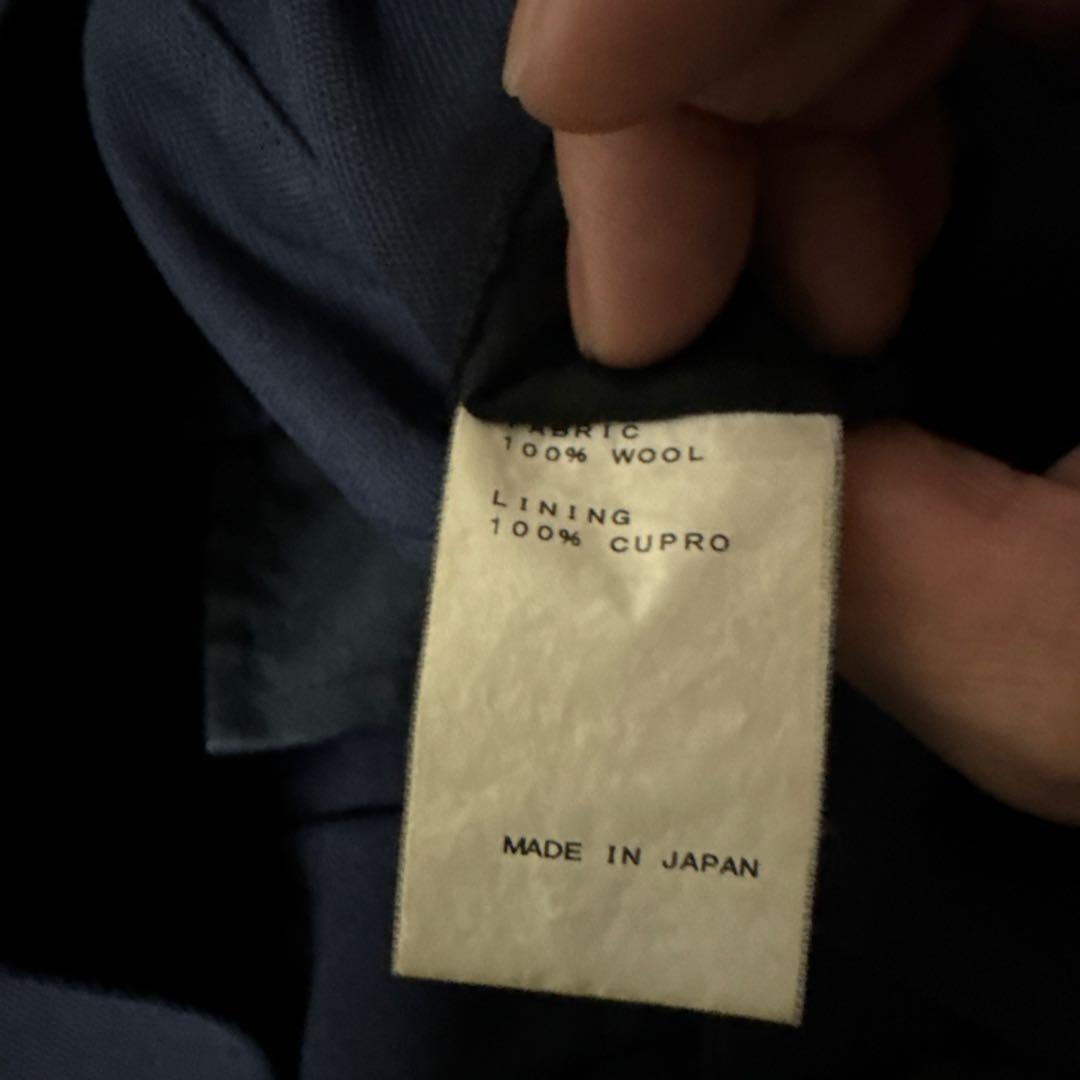 FABRIC
100% WOOL
LINING
100% CUPRO
MADE IN JAPAN